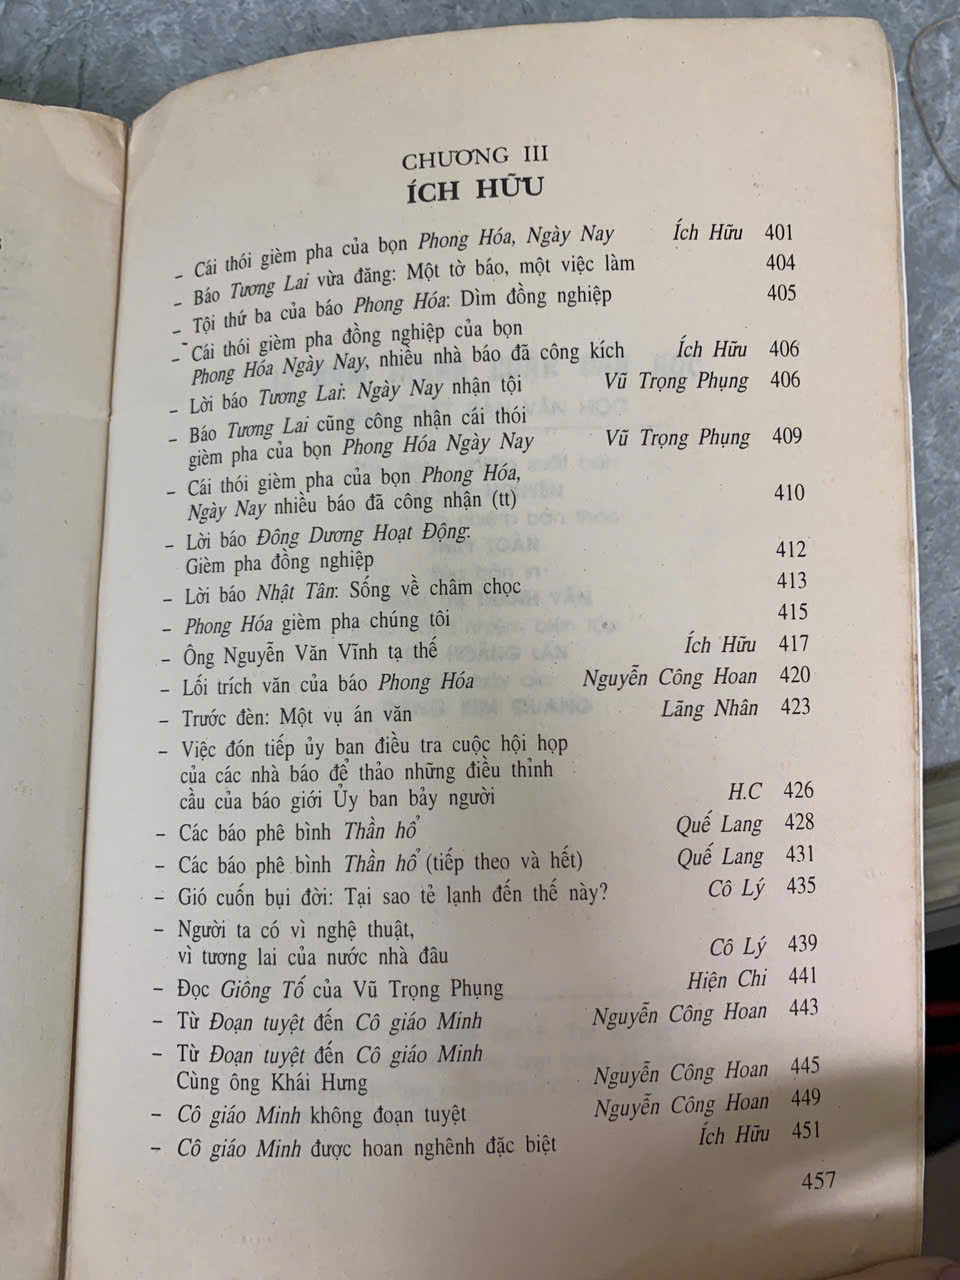 CHƯƠNG III
ÍCH HỮU
- Cái thói gièm pha của bọn Phong Hóa, Ngày Nay Ích Hữu 401
- Báo Tương Lai vừa đăng: Một tờ báo, một việc làm 404
- Tội thứ ba của báo Phong Hóa: Dìm đồng nghiệp 405
- Cái thói gièm pha đồng nghiệp của bọn
Phong Hóa Ngày Nay, nhiều nhà báo đã công kích Ích Hữu 406
- Lời báo Tương Lai: Ngày Nay nhận tội Vũ Trọng Phụng 406
- Báo Tương Lai cũng công nhận cái thói
gièm pha của bọn Phong Hóa Ngày Nay Vũ Trọng Phụng 409
- Cái thói gièm pha của bọn Phong Hóa,
Ngày Nay nhiều báo đã công nhận (tt) 410
- Lời báo Đông Dương Hoạt Động:
Gièm pha đồng nghiệp 412
- Lời báo Nhật Tân: Sống về châm chọc 413
- Phong Hóa gièm pha chúng tôi 415
- Ông Nguyễn Văn Vĩnh tạ thế Ích Hữu 417
- Lối trích văn của báo Phong Hóa Nguyễn Công Hoan 420
- Trước đèn: Một vụ án văn Lãng Nhân 423
- Việc đón tiếp ủy ban điều tra cuộc hội họp
của các nhà báo để thảo những điều thỉnh
cầu của báo giới Ủy ban bảy người H.C 426
- Các báo phê bình Thần hổ Quế Lang 428
- Các báo phê bình Thần hổ (tiếp theo và hết) Quế Lang 431
- Gió cuốn bụi đời: Tại sao tẻ lạnh đến thế này? Cô Lý 435
- Người ta có vì nghệ thuật,
vì tương lai của nước nhà đâu Cô Lý 439
- Đọc Giông Tố của Vũ Trọng Phụng Hiện Chi 441
- Từ Đoạn tuyệt đến Cô giáo Minh Nguyễn Công Hoan 443
- Từ Đoạn tuyệt đến Cô giáo Minh
Cùng ông Khái Hưng Nguyễn Công Hoan 445
- Cô giáo Minh không đoạn tuyệt Nguyễn Công Hoan 449
- Cô giáo Minh được hoan nghênh đặc biệt Ích Hữu 451
457